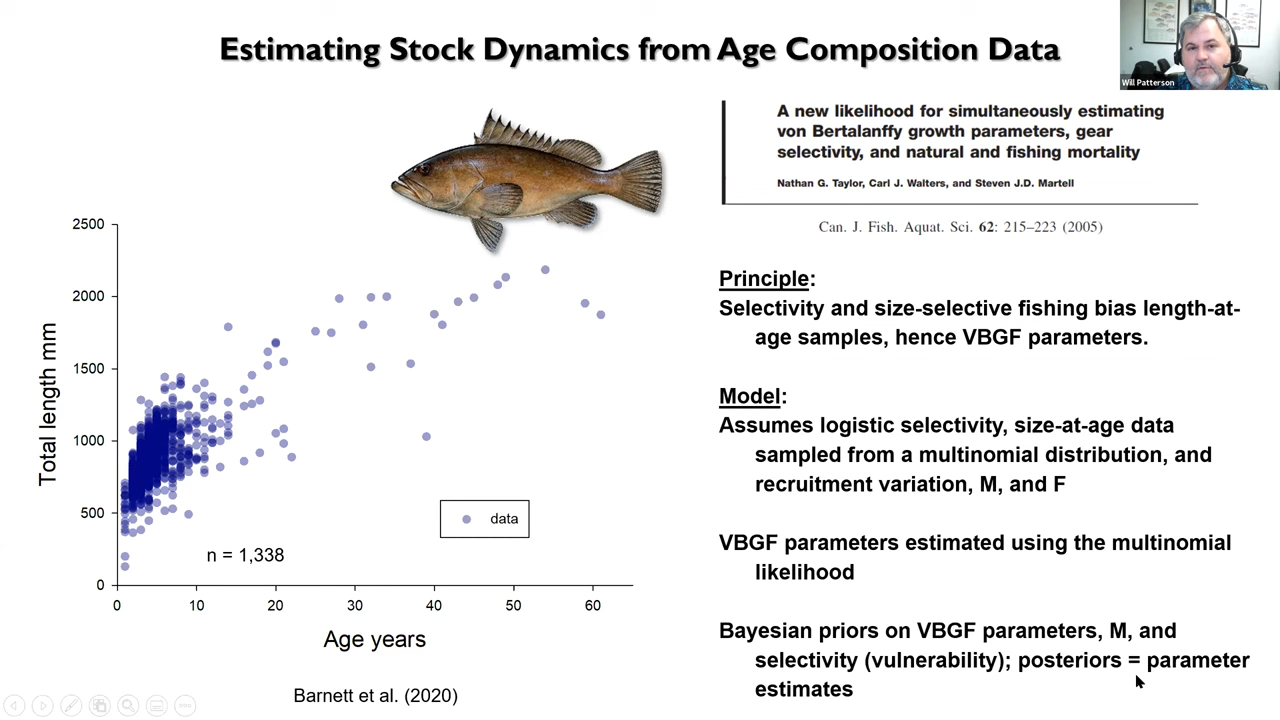 Estimating Stock Dynamics from Age Composition Data
Will Patterson
A new likelihood for simultaneously estimating
von Bertalanffy growth parameters, gear
selectivity, and natural and fishing mortality
Nathan G. Taylor, Carl J. Walters, and Steven J.D. Martell
Can. J. Fish. Aquat. Sci. 62: 215–223 (2005)
2500
2000
1500
1000
500
0
Total length mm
data
n = 1,338
0 10 20 30 40 50 60
Age years
Barnett et al. (2020)
Principle:
Selectivity and size-selective fishing bias length-at-
age samples, hence VBGF parameters.
Model:
Assumes logistic selectivity, size-at-age data
sampled from a multinomial distribution, and
recruitment variation, M, and F
VBGF parameters estimated using the multinomial
likelihood
Bayesian priors on VBGF parameters, M, and
selectivity (vulnerability); posteriors = parameter
estimates